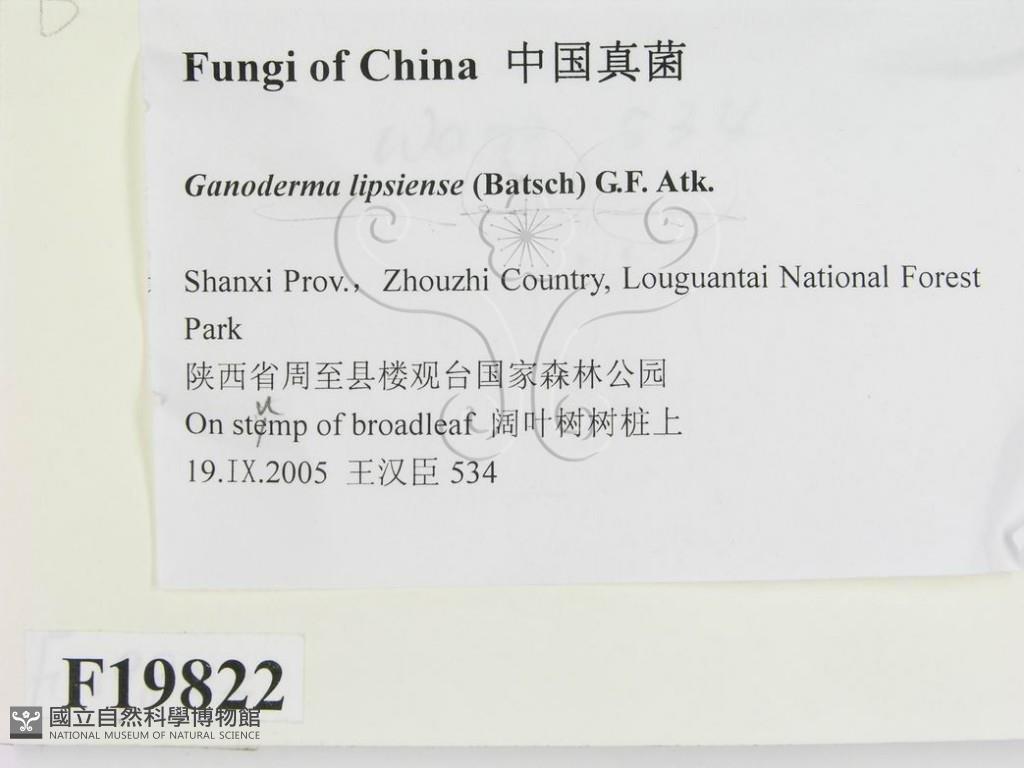 Fungi of China 中国真菌
Ganoderma lipsiense (Batsch) G.F. Atk.
Shanxi Prov., Zhouzhi Country, Louguantai National Forest
Park
陕西省周至县楼观台国家森林公园
u
On stemp of broadleaf 阔叶树树桩上
19.IX.2005 王汉臣 534
F19822
國立自然科學博物館
NATIONAL MUSEUM OF NATURAL SCIENCE